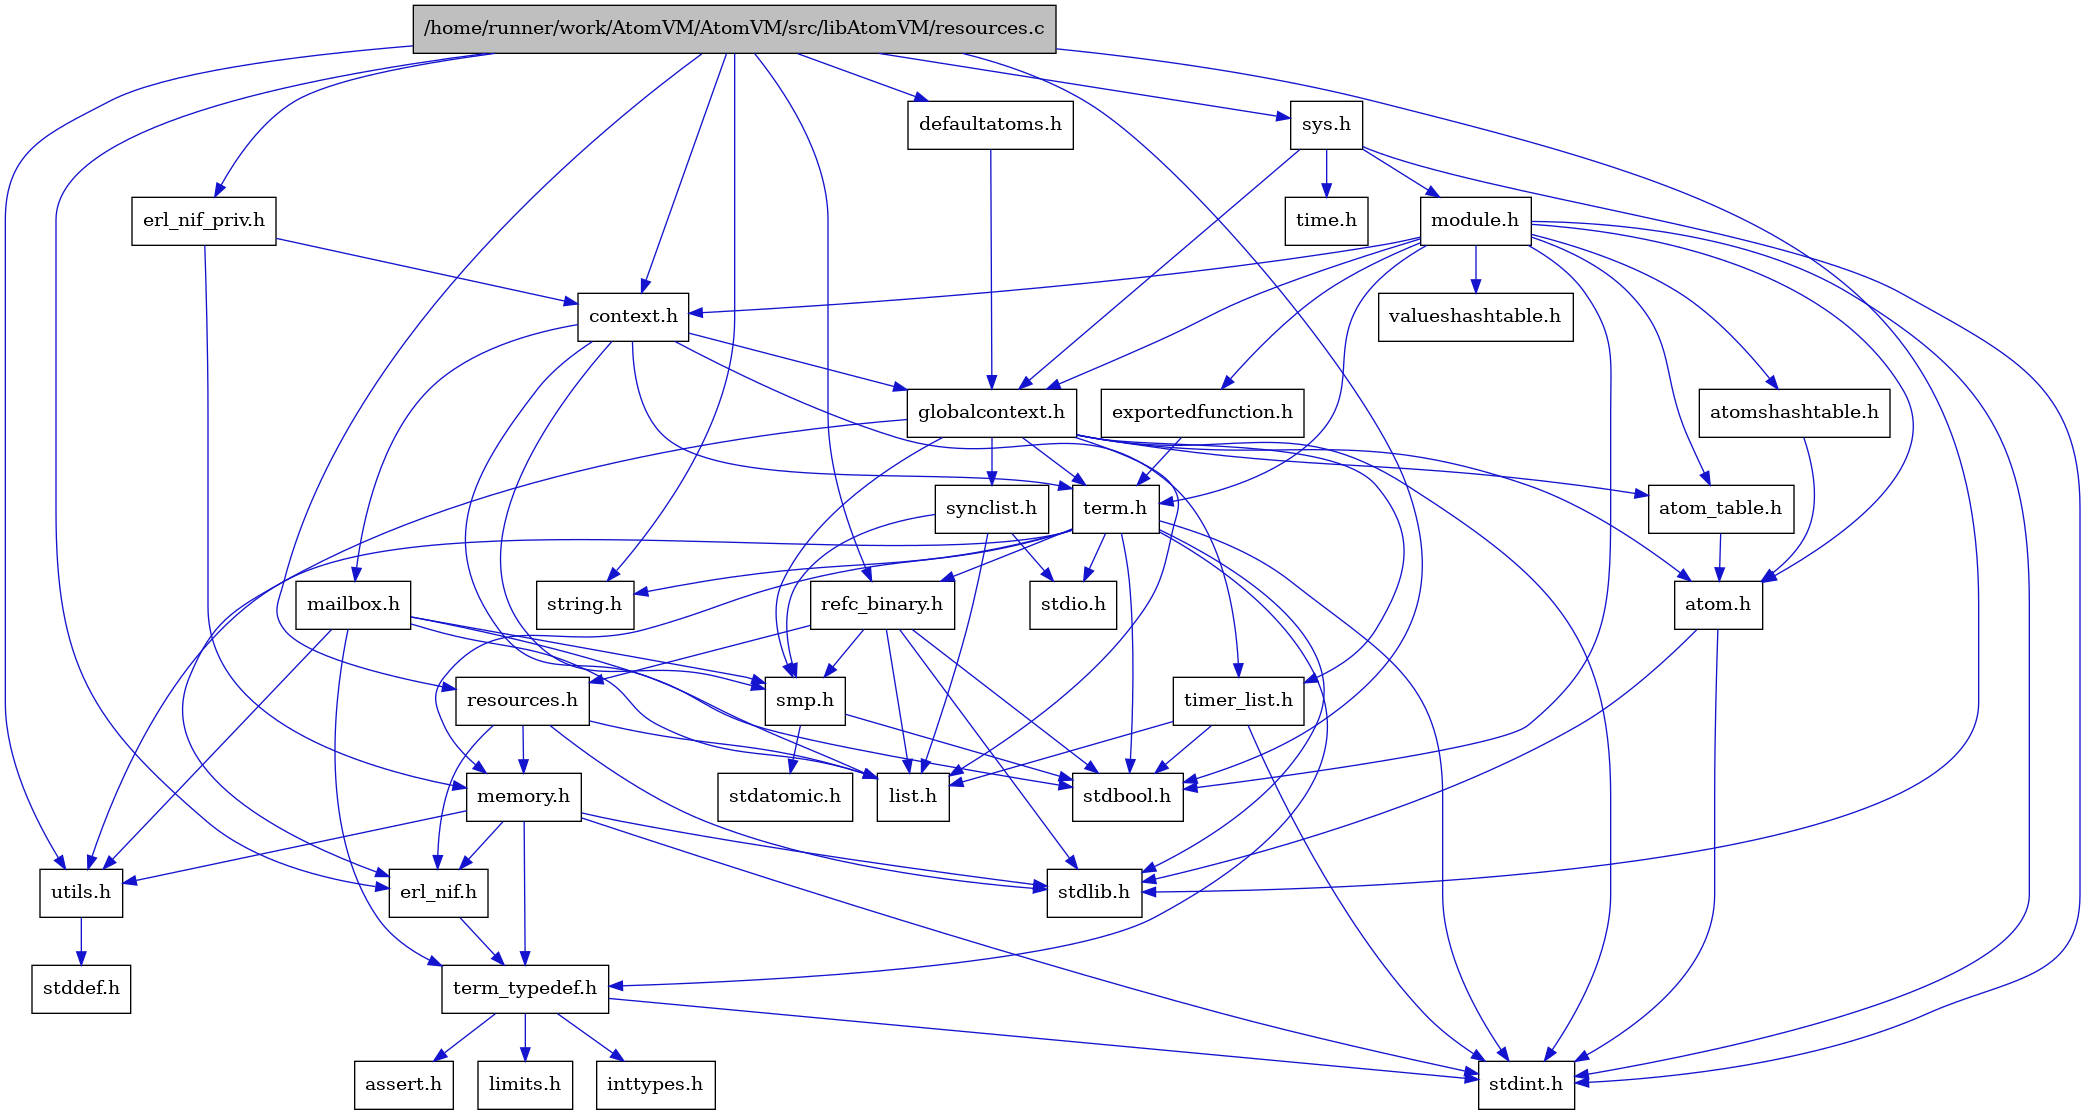 /home/runner/work/AtomVM/AtomVM/src/libAtomVM/resources.c
defaultatoms.h
sys.h
erl_nif_priv.h
time.h
module.h
context.h
valueshashtable.h
globalcontext.h
exportedfunction.h
atomshashtable.h
synclist.h
term.h
atom_table.h
mailbox.h
string.h
refc_binary.h
stdio.h
atom.h
resources.h
smp.h
timer_list.h
memory.h
stdatomic.h
list.h
stdbool.h
utils.h
erl_nif.h
stdlib.h
stddef.h
term_typedef.h
assert.h
limits.h
inttypes.h
stdint.h